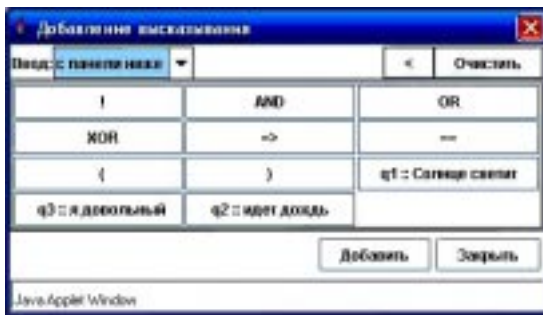 Добавление высказывания
Ввод: с панели ниже < Очистить
! AND OR
XOR => ==
( ) q1 :: Солнце светит
q3 :: я довольный q2 :: идет дождь
Добавить Закрыть
Java Applet Window